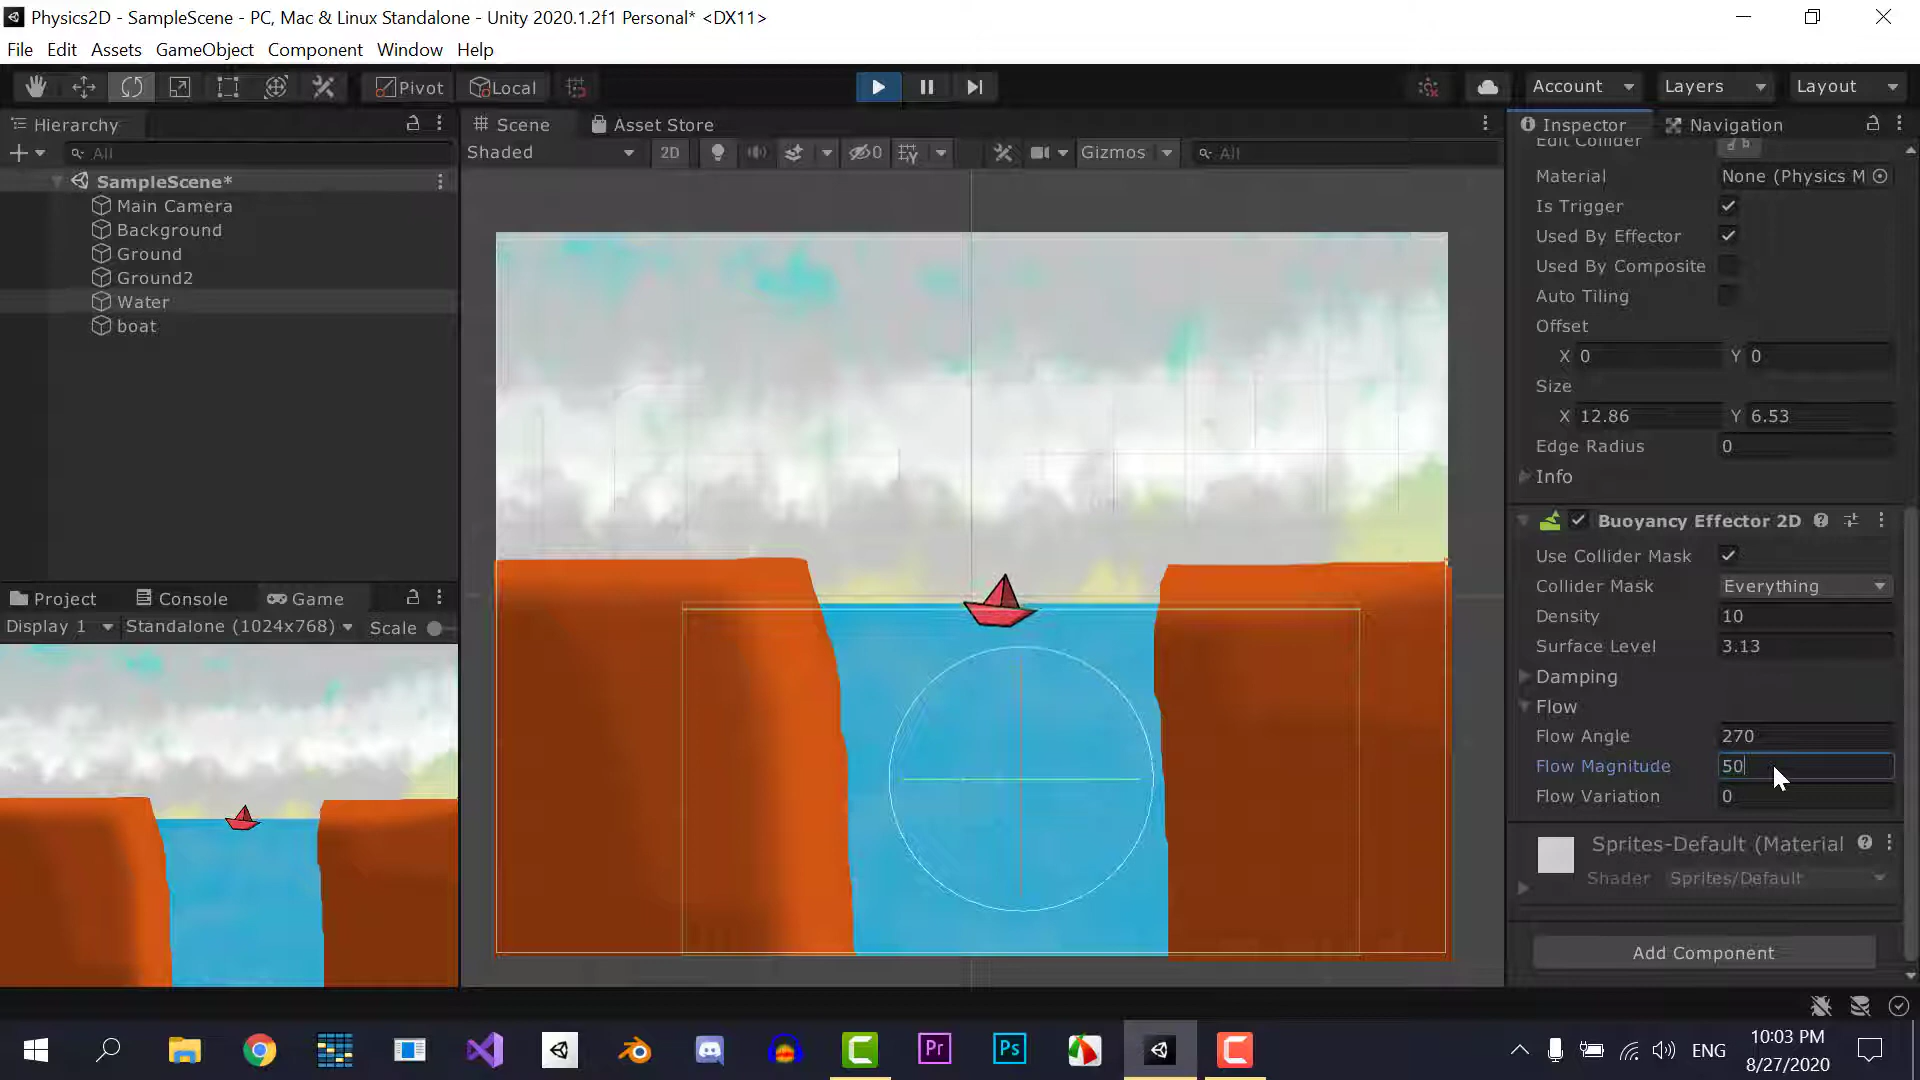 Physics2D - SampleScene - PC, Mac & Linux Standalone - Unity 2020.1.2f1 Personal* <DX11>
File Edit Assets GameObject Component Window Help
Pivot Local Account Layers Layout
Hierarchy
All
SampleScene*
Main Camera
Background
Ground
Ground2
Water
boat
Scene Asset Store
Shaded 2D 0 Gizmos All
Project Console Game
Display 1 Standalone (1024x768) Scale
Inspector Navigation
Edit Collider
Material None (Physics M
Is Trigger
Used By Effector
Used By Composite
Auto Tiling
Offset
X 0 Y 0
Size
X 12.86 Y 6.53
Edge Radius 0
Info
Buoyancy Effector 2D
Use Collider Mask
Collider Mask Everything
Density 10
Surface Level 3.13
Damping
Flow
Flow Angle 270
Flow Magnitude 50
Flow Variation 0
Sprites-Default (Material
Shader Sprites/Default
Add Component
Pr Ps
ENG
10:03 PM
8/27/2020